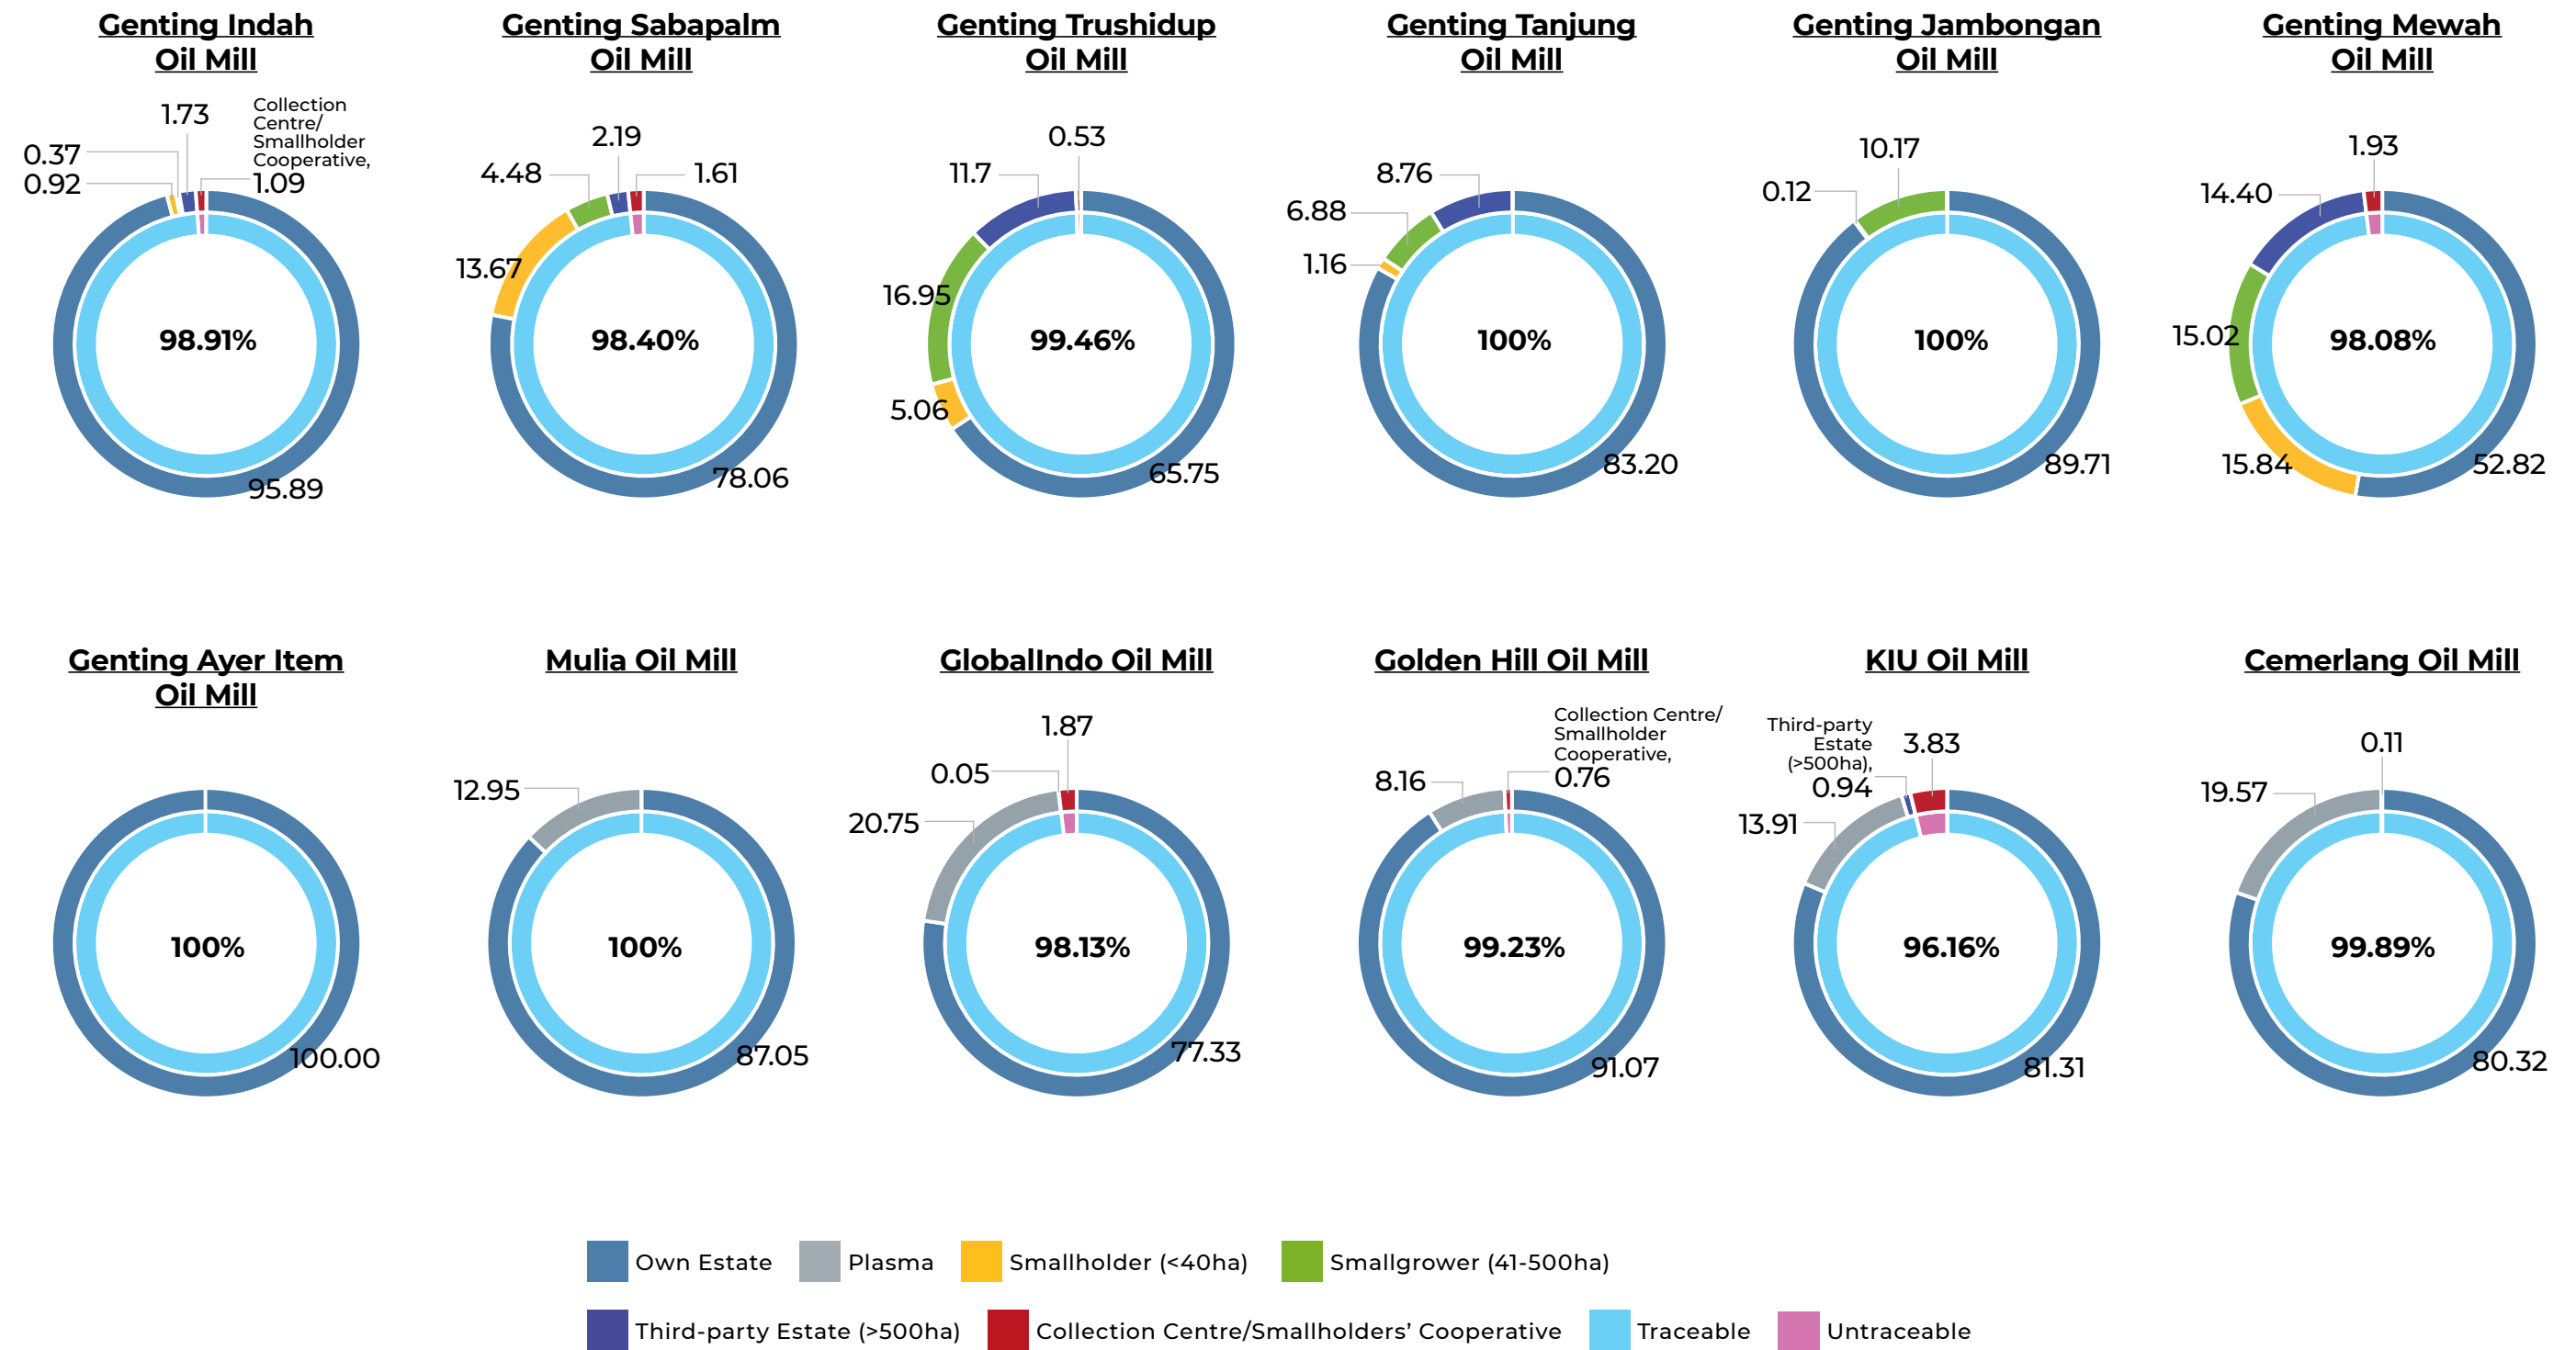 Genting Indah
Oil Mill
1.73
Collection
Centre/
Smallholder
Cooperative,
1.09
0.37
0.92
98.91%
95.89
Genting Sabapalm
Oil Mill
2.19
4.48
1.61
13.67
98.40%
78.06
Genting Trushidup
Oil Mill
0.53
11.7
16.95
99.46%
5.06
65.75
Genting Tanjung
Oil Mill
8.76
6.88
1.16
100%
83.20
Genting Jambongan
Oil Mill
10.17
0.12
100%
89.71
Genting Mewah
Oil Mill
1.93
14.40
15.02
98.08%
15.84
52.82
Genting Ayer Item
Oil Mill
100%
100.00
Mulia Oil Mill
12.95
100%
87.05
GlobalIndo Oil Mill
1.87
0.05
20.75
98.13%
77.33
Golden Hill Oil Mill
Collection Centre/
Smallholder
Cooperative,
0.76
8.16
99.23%
91.07
KIU Oil Mill
Third-party
Estate
(>500ha),
0.94
3.83
13.91
96.16%
81.31
Cemerlang Oil Mill
0.11
19.57
99.89%
80.32
Own Estate
Plasma
Smallholder (<40ha)
Smallgrower (41-500ha)
Third-party Estate (>500ha)
Collection Centre/Smallholders’ Cooperative
Traceable
Untraceable